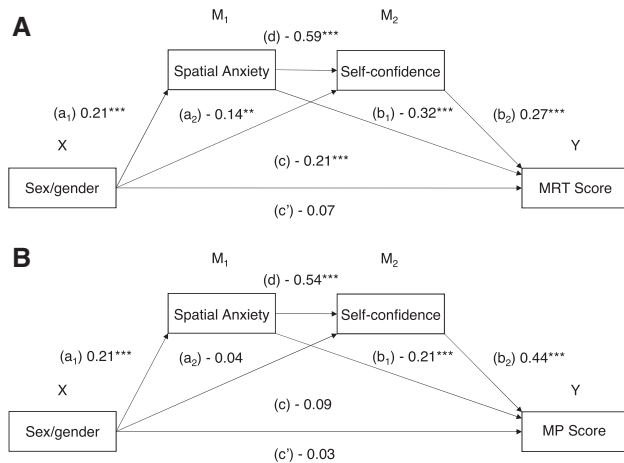 A
M₁ M₂
(d) - 0.59***
Spatial Anxiety Self-confidence
(a₁) 0.21*** (a₂) - 0.14** (b₁) - 0.32*** (b₂) 0.27***
X Y
(c) - 0.21***
Sex/gender MRT Score
(c') - 0.07
B
M₁ M₂
(d) - 0.54***
Spatial Anxiety Self-confidence
(a₁) 0.21*** (a₂) - 0.04 (b₁) - 0.21*** (b₂) 0.44***
X Y
(c) - 0.09
Sex/gender MP Score
(c') - 0.03